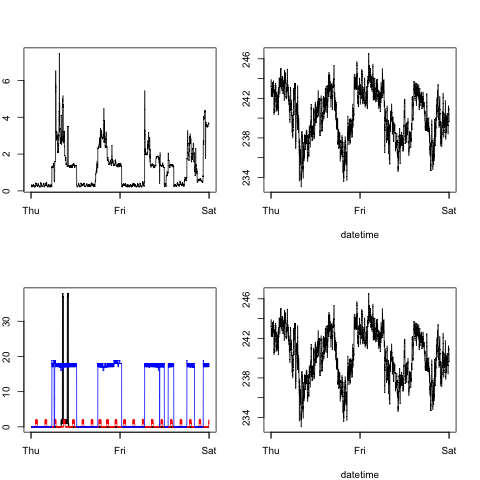 6
4
2
0
Thu Fri Sat
246
242
238
234
Thu Fri Sat
datetime
30
20
10
0
Thu Fri Sat
246
242
238
234
Thu Fri Sat
datetime